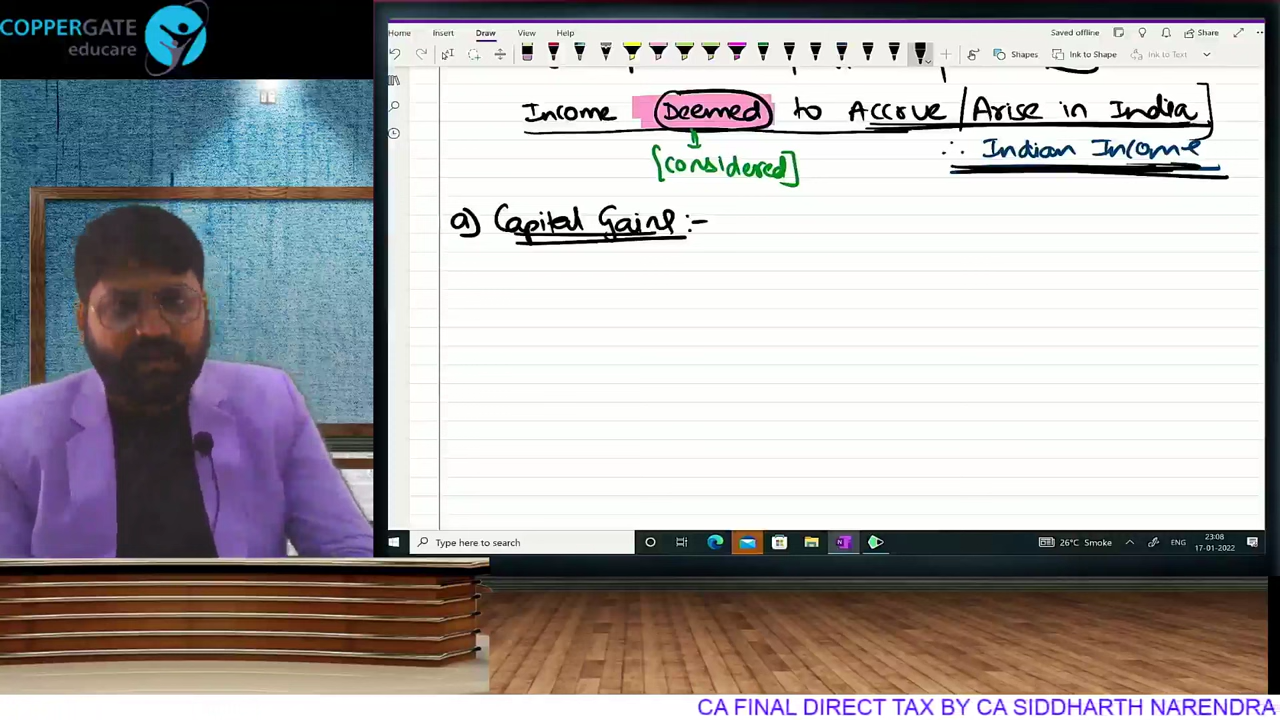 COPPERGATE
educare
Home Insert Draw View Help
Saved offline
Share
Shapes
Ink to Shape
Ink to Text
Income Deemed to Accrue/Arise in India
[Considered]
∴ Indian Income
a) Capital Gains :-
Type here to search
26°C Smoke
ENG
23:08
17-01-2022
CA FINAL DIRECT TAX BY CA SIDDHARTH NARENDRA